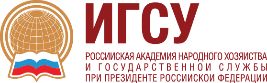 ИГСУ
РОССИЙСКАЯ АКАДЕМИЯ НАРОДНОГО ХОЗЯЙСТВА
И ГОСУДАРСТВЕННОЙ СЛУЖБЫ
ПРИ ПРЕЗИДЕНТЕ РОССИЙСКОЙ ФЕДЕРАЦИИ